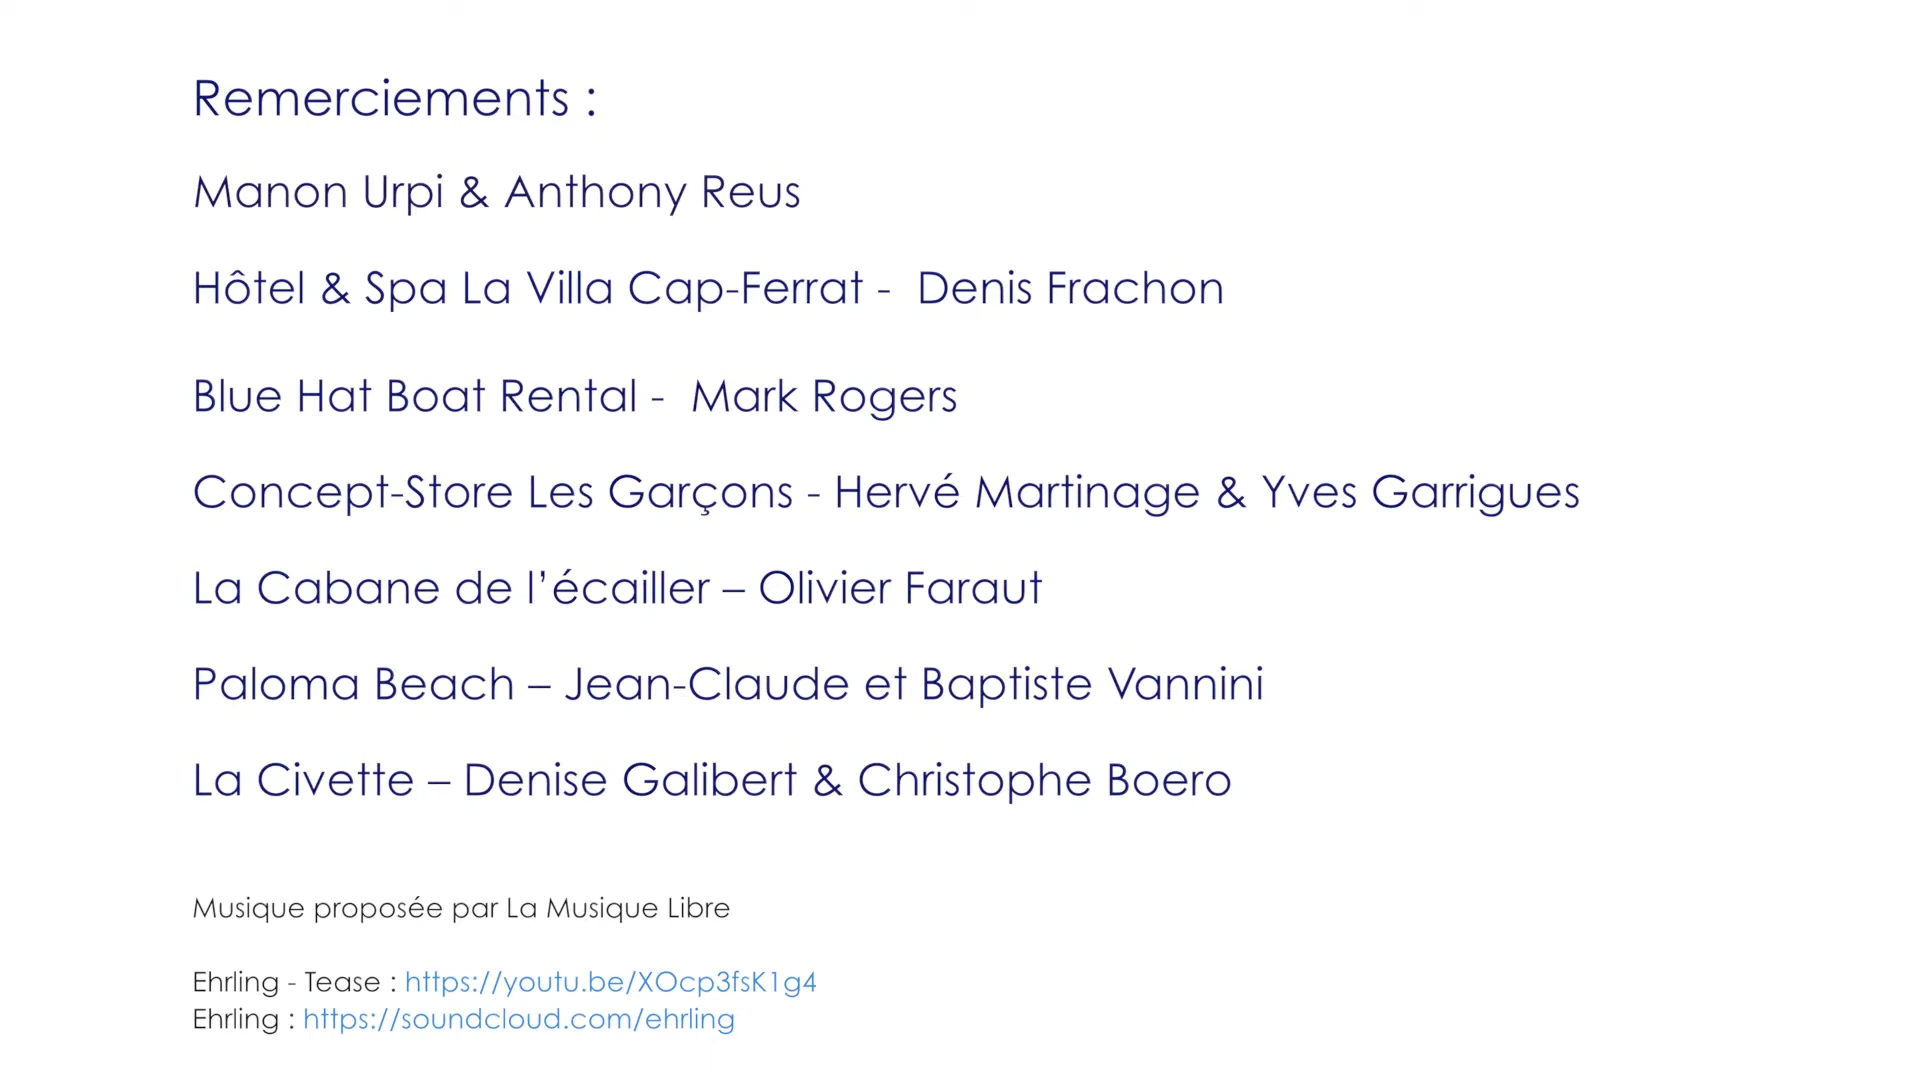 Remerciements :
Manon Urpi & Anthony Reus
Hôtel & Spa La Villa Cap-Ferrat -  Denis Frachon
Blue Hat Boat Rental -  Mark Rogers
Concept-Store Les Garçons - Hervé Martinage & Yves Garrigues
La Cabane de l’écailler – Olivier Faraut
Paloma Beach – Jean-Claude et Baptiste Vannini
La Civette – Denise Galibert & Christophe Boero
Musique proposée par La Musique Libre
Ehrling - Tease : https://youtu.be/XOcp3fsK1g4
Ehrling : https://soundcloud.com/ehrling